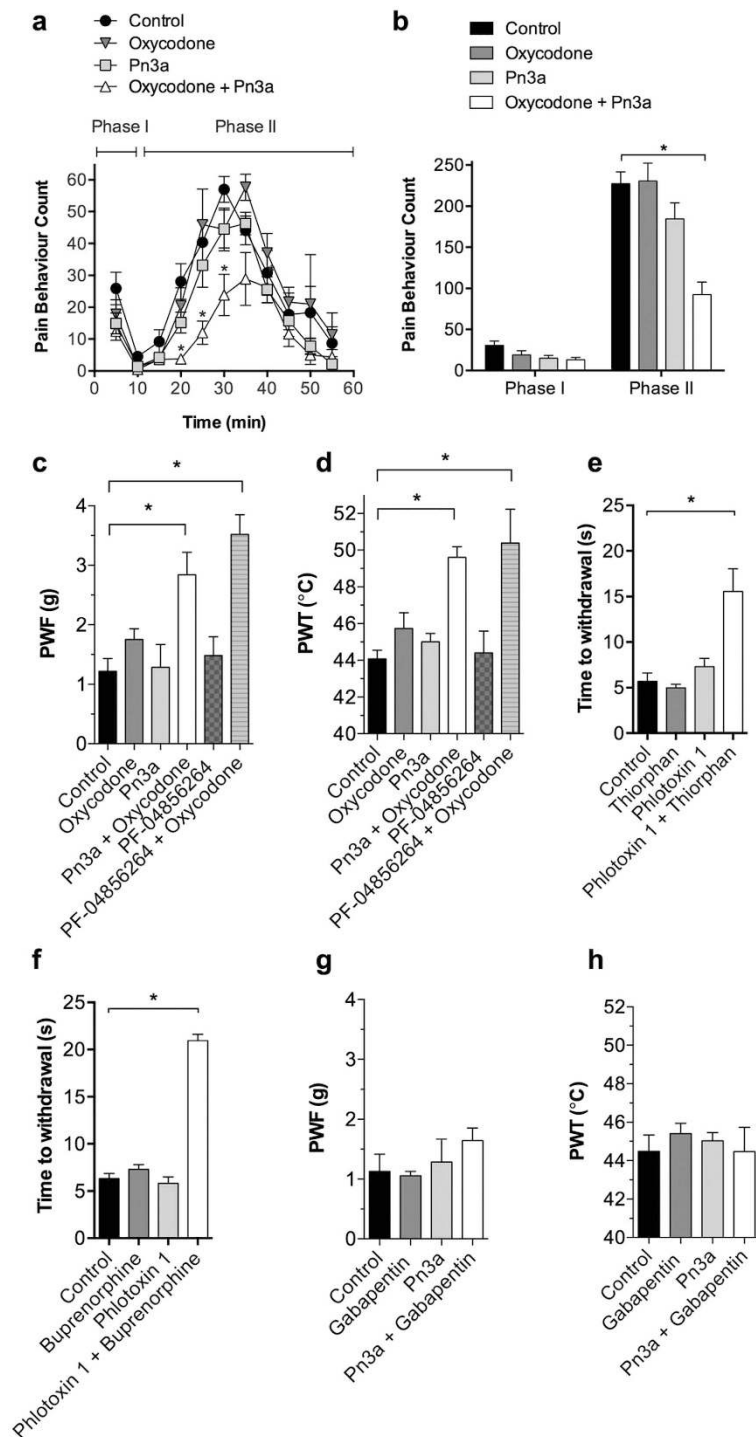 a
Control
Oxycodone
Pn3a
Oxycodone + Pn3a
Phase I
Phase II
Pain Behaviour Count
60
50
40
30
20
10
0
0 10 20 30 40 50 60
Time (min)
*
*
*
b
Control
Oxycodone
Pn3a
Oxycodone + Pn3a
*
Pain Behaviour Count
250
200
150
100
50
0
Phase I
Phase II
c
*
*
PWF (g)
4
3
2
1
0
Control
Oxycodone
Pn3a
Pn3a + Oxycodone
PF-04856264
PF-04856264 + Oxycodone
d
*
*
PWT (°C)
52
50
48
46
44
42
40
Control
Oxycodone
Pn3a
Pn3a + Oxycodone
PF-04856264
PF-04856264 + Oxycodone
e
*
Time to withdrawal (s)
25
20
15
10
5
0
Control
Thiorphan
Phlotoxin 1
Phlotoxin 1 + Thiorphan
f
*
Time to withdrawal (s)
25
20
15
10
5
0
Control
Buprenorphine
Phlotoxin 1
Phlotoxin 1 + Buprenorphine
g
PWF (g)
4
3
2
1
0
Control
Gabapentin
Pn3a
Pn3a + Gabapentin
h
PWT (°C)
52
50
48
46
44
42
40
Control
Gabapentin
Pn3a
Pn3a + Gabapentin